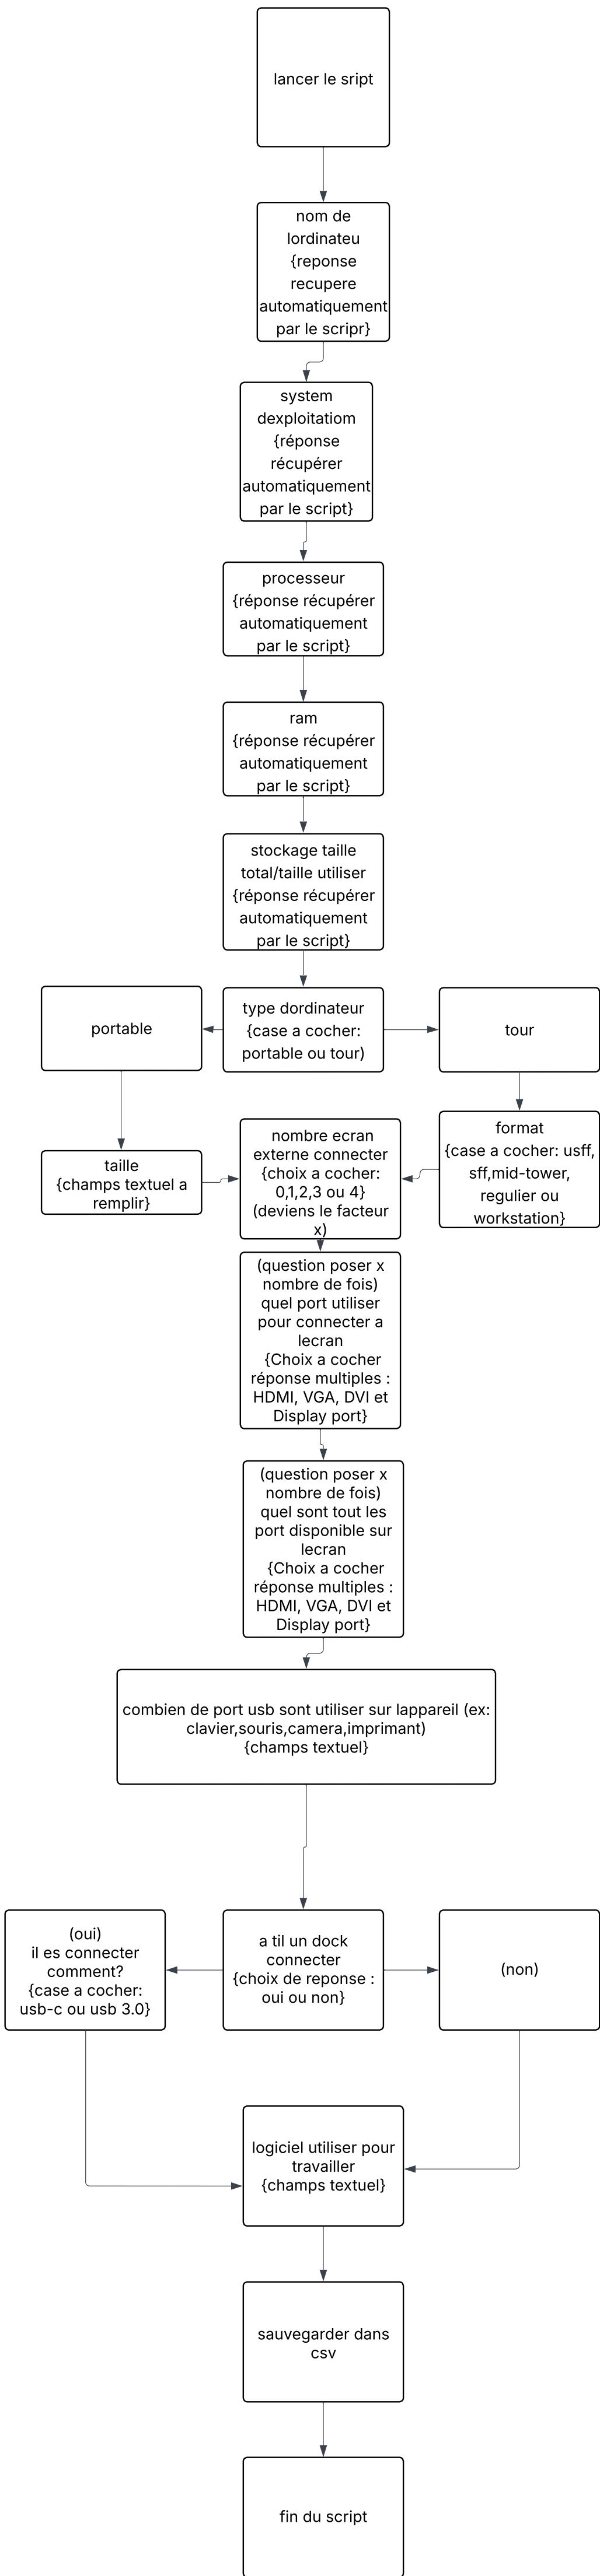 lancer le sript
nom de
lordinateu
{reponse
recupere
automatiquement
par le scripr}
system
dexploitatiom
{réponse
récupérer
automatiquement
par le script}
processeur
{réponse récupérer
automatiquement
par le script}
ram
{réponse récupérer
automatiquement
par le script}
stockage taille
total/taille utiliser
{réponse récupérer
automatiquement
par le script}
portable
type dordinateur
{case a cocher:
portable ou tour)
tour
taille
{champs textuel a
remplir}
nombre ecran
externe connecter
{choix a cocher:
0,1,2,3 ou 4}
(deviens le facteur
x)
format
{case a cocher: usff,
sff,mid-tower,
regulier ou
workstation}
(question poser x
nombre de fois)
quel port utiliser
pour connecter a
lecran
{Choix a cocher
réponse multiples :
HDMI, VGA, DVI et
Display port}
(question poser x
nombre de fois)
quel sont tout les
port disponible sur
lecran
{Choix a cocher
réponse multiples :
HDMI, VGA, DVI et
Display port}
combien de port usb sont utiliser sur lappareil (ex:
clavier,souris,camera,imprimant)
{champs textuel}
(oui)
il es connecter
comment?
{case a cocher:
usb-c ou usb 3.0}
a til un dock
connecter
{choix de reponse :
oui ou non}
(non)
logiciel utiliser pour
travailler
{champs textuel}
sauvegarder dans
csv
fin du script